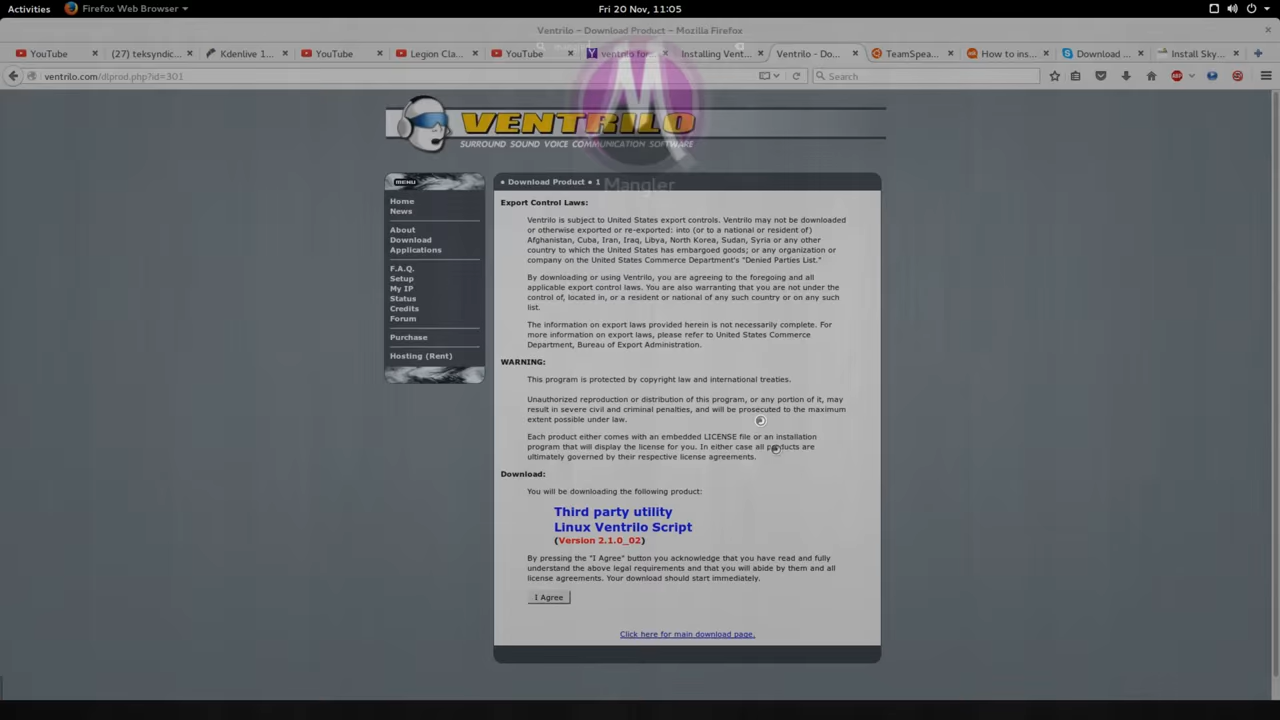 Activities
Firefox Web Browser
Fri 20 Nov, 11:05
Ventrilo – Download Product – Mozilla Firefox
YouTube
(27) teksyndic...
Kdenlive 1...
YouTube
Legion Cla...
YouTube
ventrilo for
Installing Vent...
Ventrilo - Do...
TeamSpea...
How to ins...
Download ...
Install Sky...
ventrilo.com/dlprod.php?id=301
Search
VENTRILO
SURROUND SOUND VOICE COMMUNICATION SOFTWARE
M
Mangler
MENU
Home
News
About
Download
Applications
F.A.Q.
Setup
My IP
Status
Credits
Forum
Purchase
Hosting (Rent)
• Download Product • 1
Export Control Laws:
Ventrilo is subject to United States export controls. Ventrilo may not be downloaded
or otherwise exported or re-exported: into (or to a national or resident of)
Afghanistan, Cuba, Iran, Iraq, Libya, North Korea, Sudan, Syria or any other
country to which the United States has embargoed goods; or any organization or
company on the United States Commerce Department's "Denied Parties List."
By downloading or using Ventrilo, you are agreeing to the foregoing and all
applicable export control laws. You are also warranting that you are not under the
control of, located in, or a resident or national of any such country or on any such
list.
The information on export laws provided herein is not necessarily complete. For
more information on export laws, please refer to United States Commerce
Department, Bureau of Export Administration.
WARNING:
This program is protected by copyright law and international treaties.
Unauthorized reproduction or distribution of this program, or any portion of it, may
result in severe civil and criminal penalties, and will be prosecuted to the maximum
extent possible under law.
Each product either comes with an embedded LICENSE file or an installation
program that will display the license for you. In either case all products are
ultimately governed by their respective license agreements.
Download:
You will be downloading the following product:
Third party utility
Linux Ventrilo Script
(Version 2.1.0_02)
By pressing the "I Agree" button you acknowledge that you have read and fully
understand the above legal requirements and that you will abide by them and all
license agreements. Your download should start immediately.
I Agree
Click here for main download page.